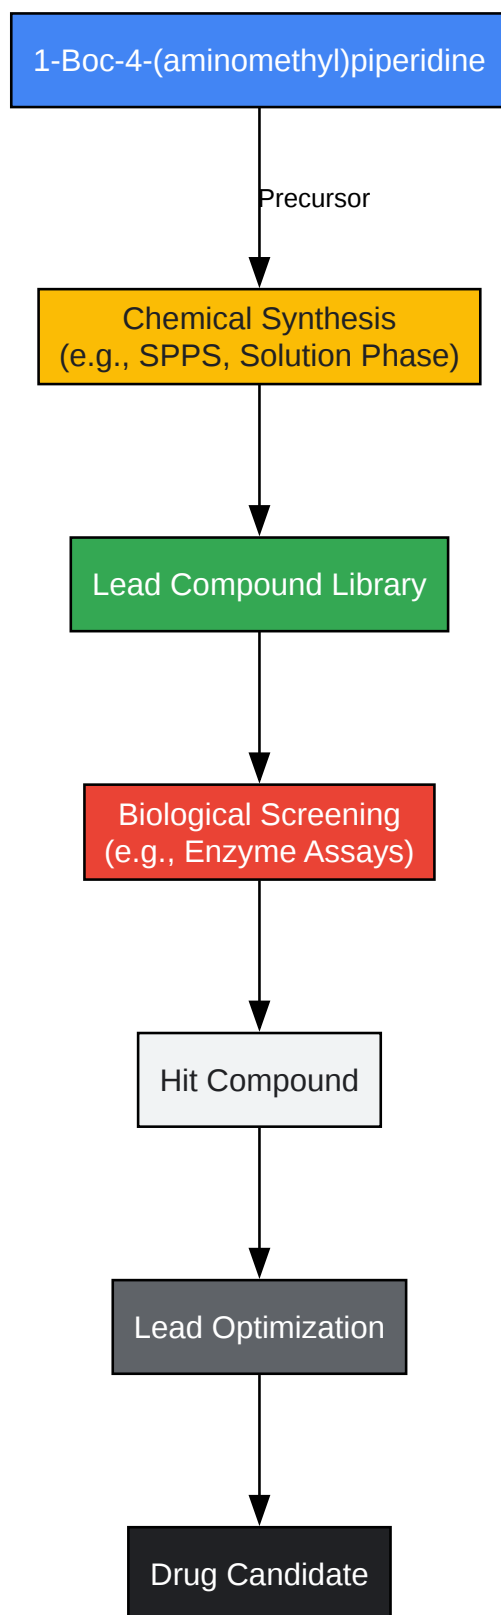 1-Boc-4-(aminomethyl)piperidine
Precursor
Chemical Synthesis
(e.g., SPPS, Solution Phase)
Lead Compound Library
Biological Screening
(e.g., Enzyme Assays)
Hit Compound
Lead Optimization
Drug Candidate